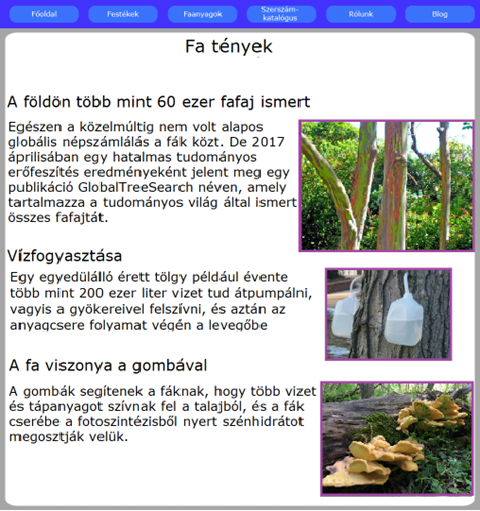 Főoldal
Festékek
Faanyagok
Szerszám-
katalógus
Rólunk
Blog
Fa tények
A földön több mint 60 ezer fafaj ismert
Egészen a közelmúltig nem volt alapos
globális népszámlálás a fák közt. De 2017
áprilisában egy hatalmas tudományos
erőfeszítés eredményeként jelent meg egy
publikáció GlobalTreeSearch néven, amely
tartalmazza a tudományos világ által ismert
összes fafajtát.
Vízfogyasztása
Egy egyedülálló érett tölgy például évente
több mint 200 ezer liter vizet tud átpumpálni,
vagyis a gyökereivel felszívni, és aztán az
anyagcsere folyamat végén a levegőbe
A fa viszonya a gombával
A gombák segítenek a fáknak, hogy több vizet
és tápanyagot szívnak fel a talajból, és a fák
cserébe a fotoszintézisből nyert szénhidrátot
megosztják velük.